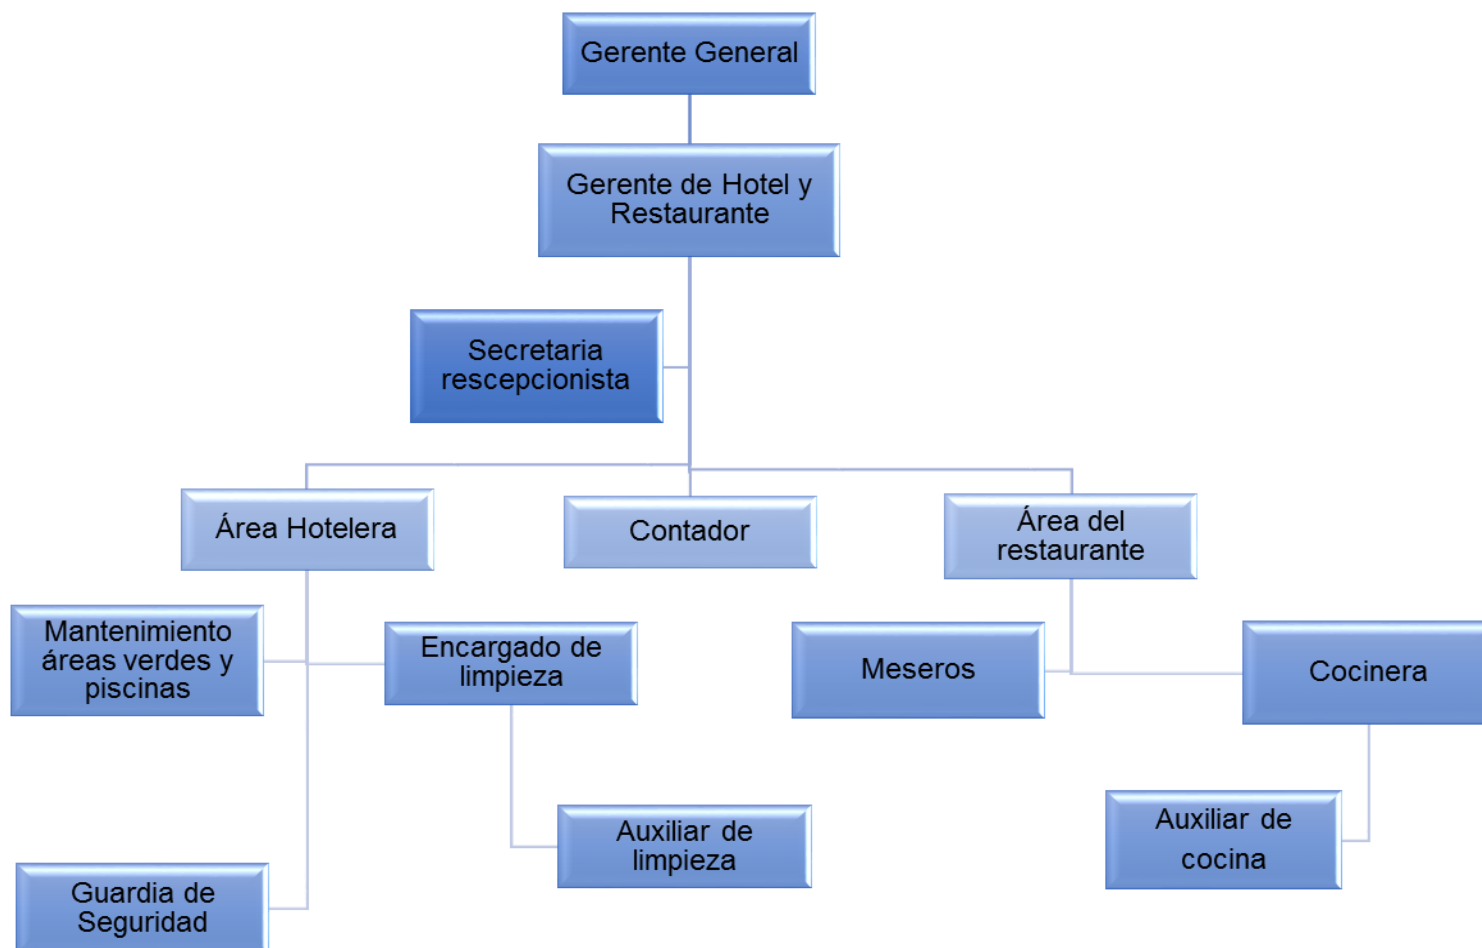 Gerente General
Gerente de Hotel y
Restaurante
Secretaria
rescepcionista
Área Hotelera
Contador
Área del
restaurante
Mantenimiento
áreas verdes y
piscinas
Encargado de
limpieza
Meseros
Cocinera
Auxiliar de
limpieza
Auxiliar de
cocina
Guardia de
Seguridad